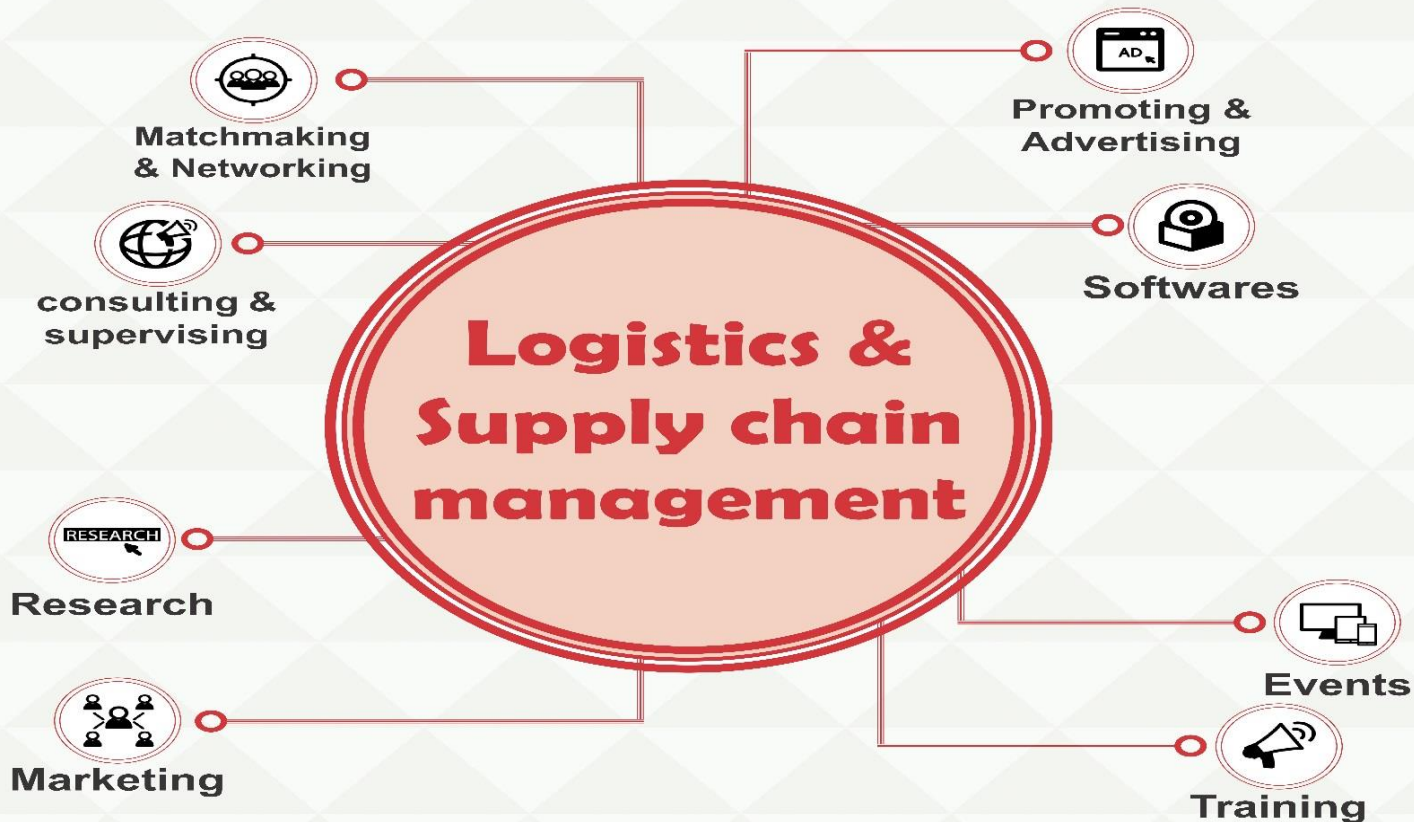 Matchmaking
& Networking
AD
Promoting &
Advertising
consulting &
supervising
Softwares
Logistics &
Supply chain
management
RESEARCH
Research
Events
Marketing
Training